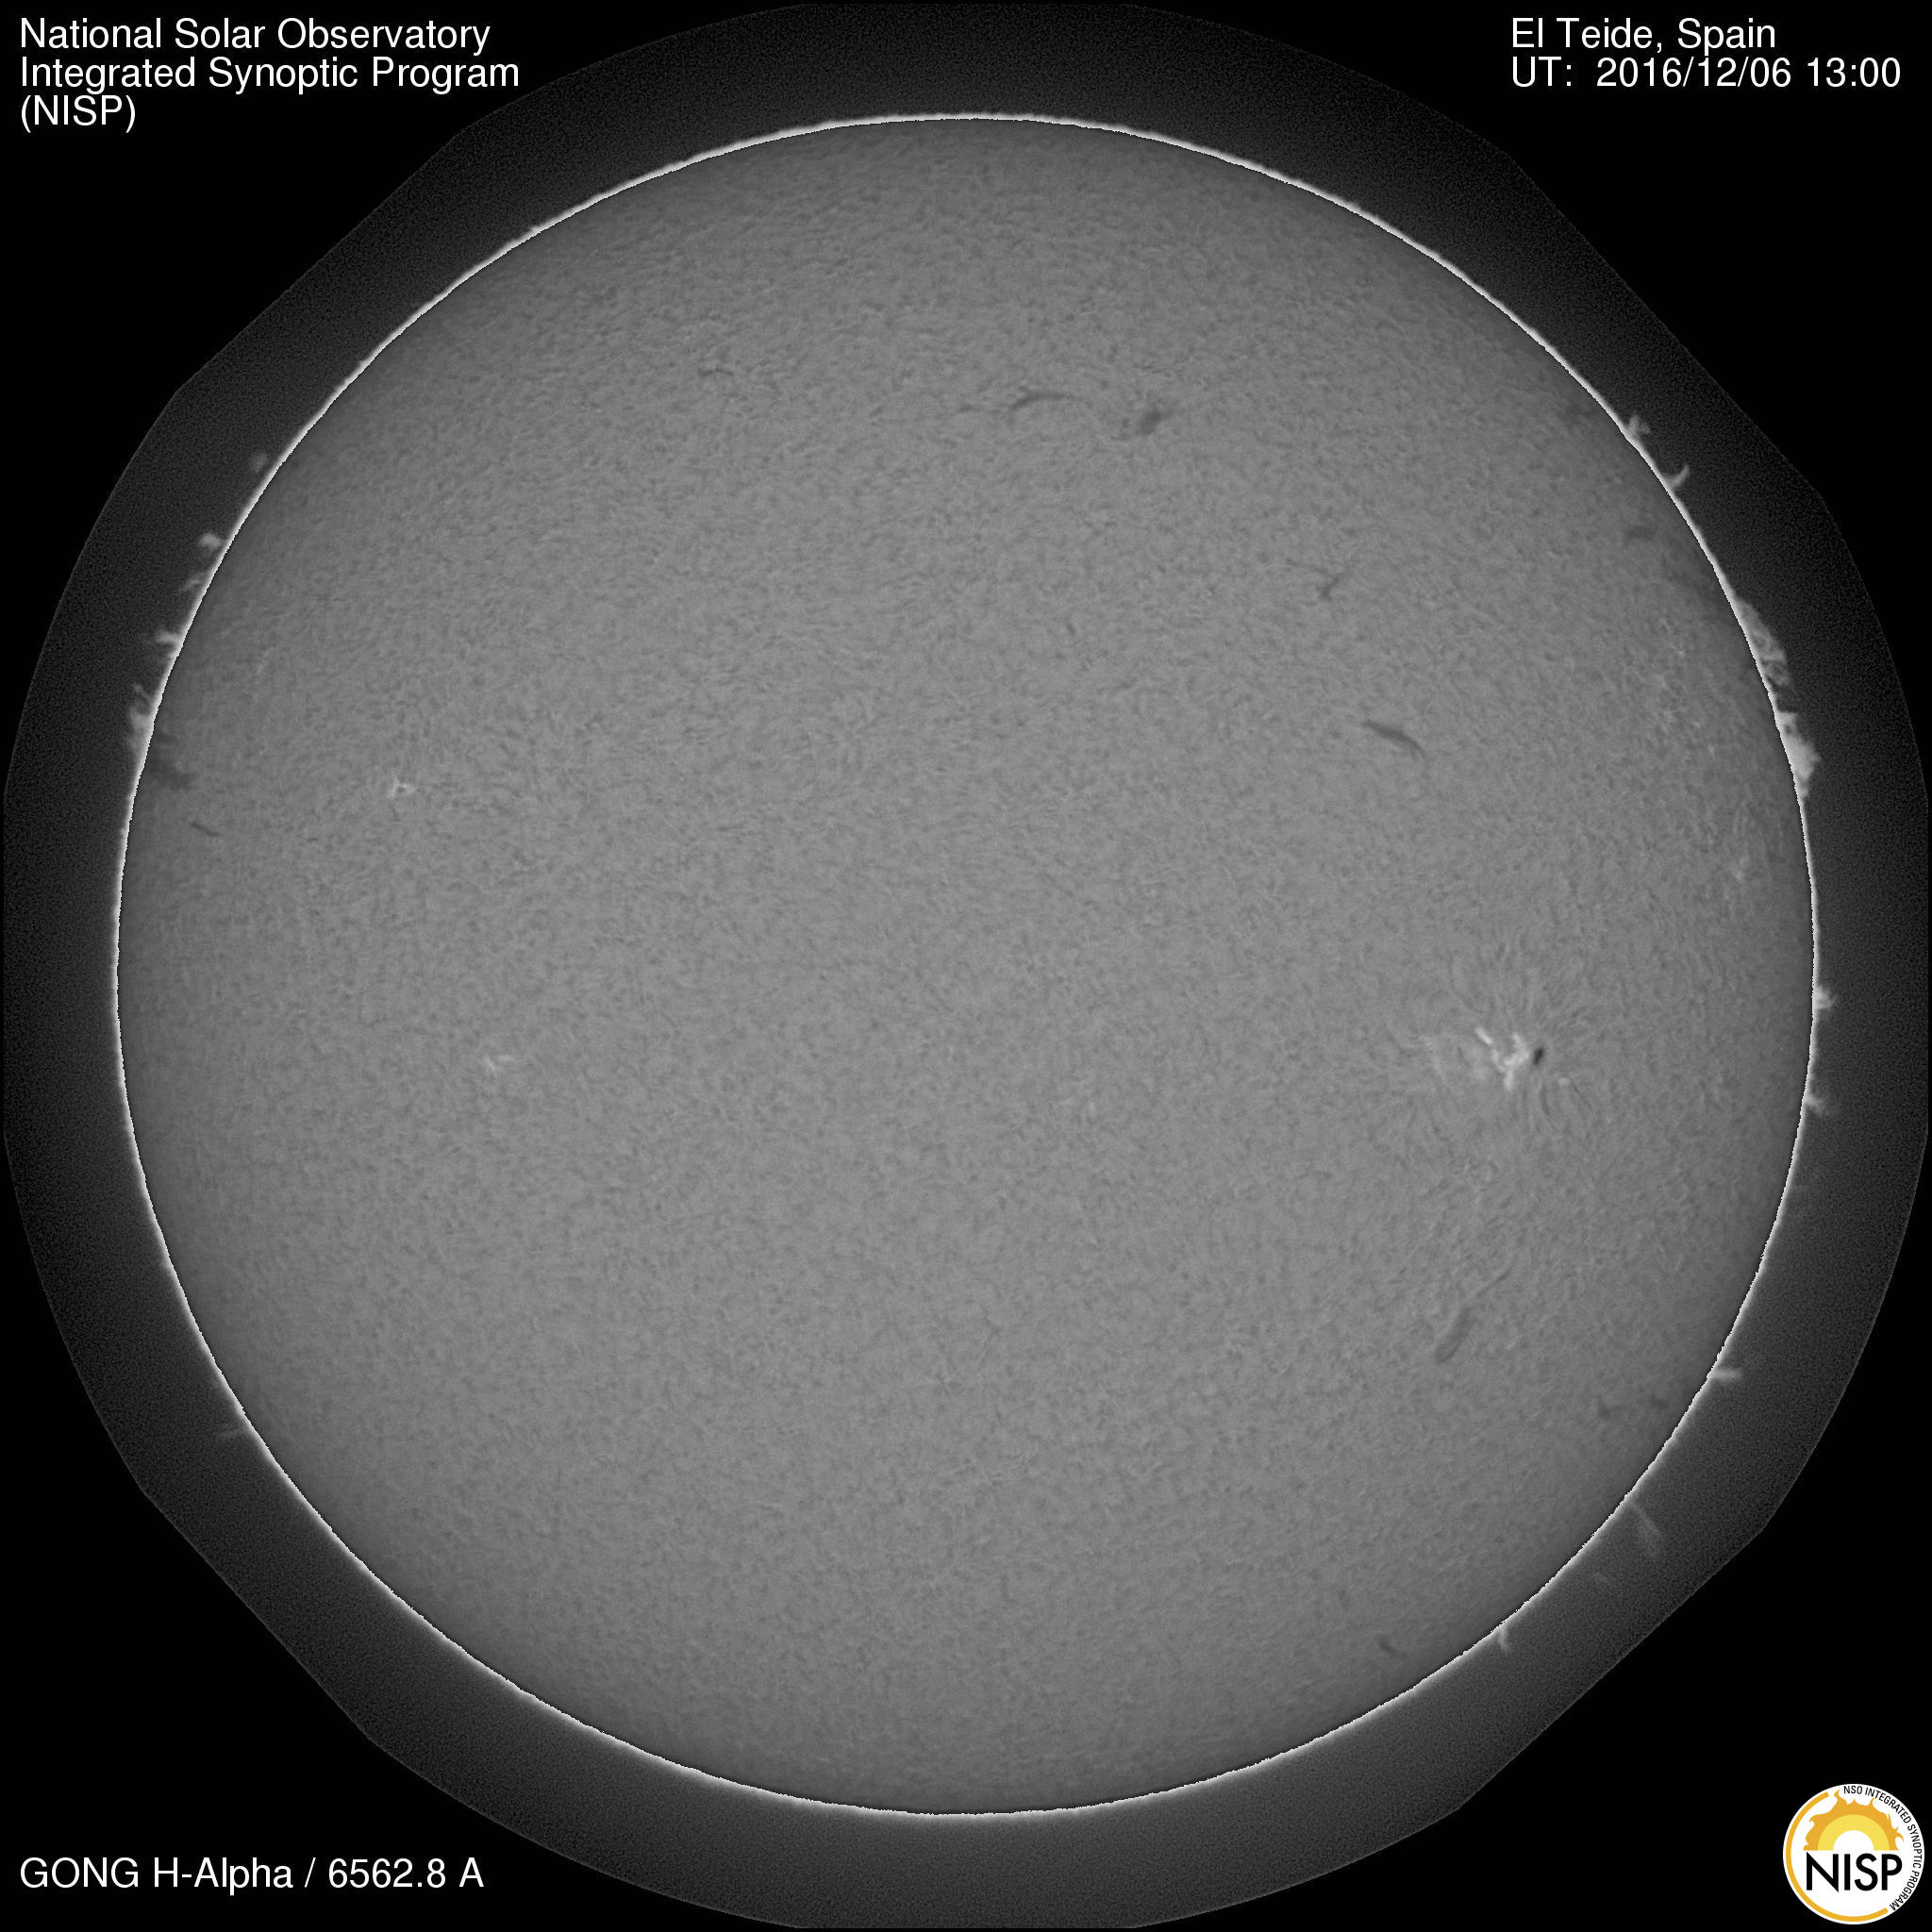 National Solar Observatory
Integrated Synoptic Program
(NISP)
El Teide, Spain
UT: 2016/12/06 13:00
GONG H-Alpha / 6562.8 A
NSO INTEGRATED SYNOPTIC PROGRAM
NISP